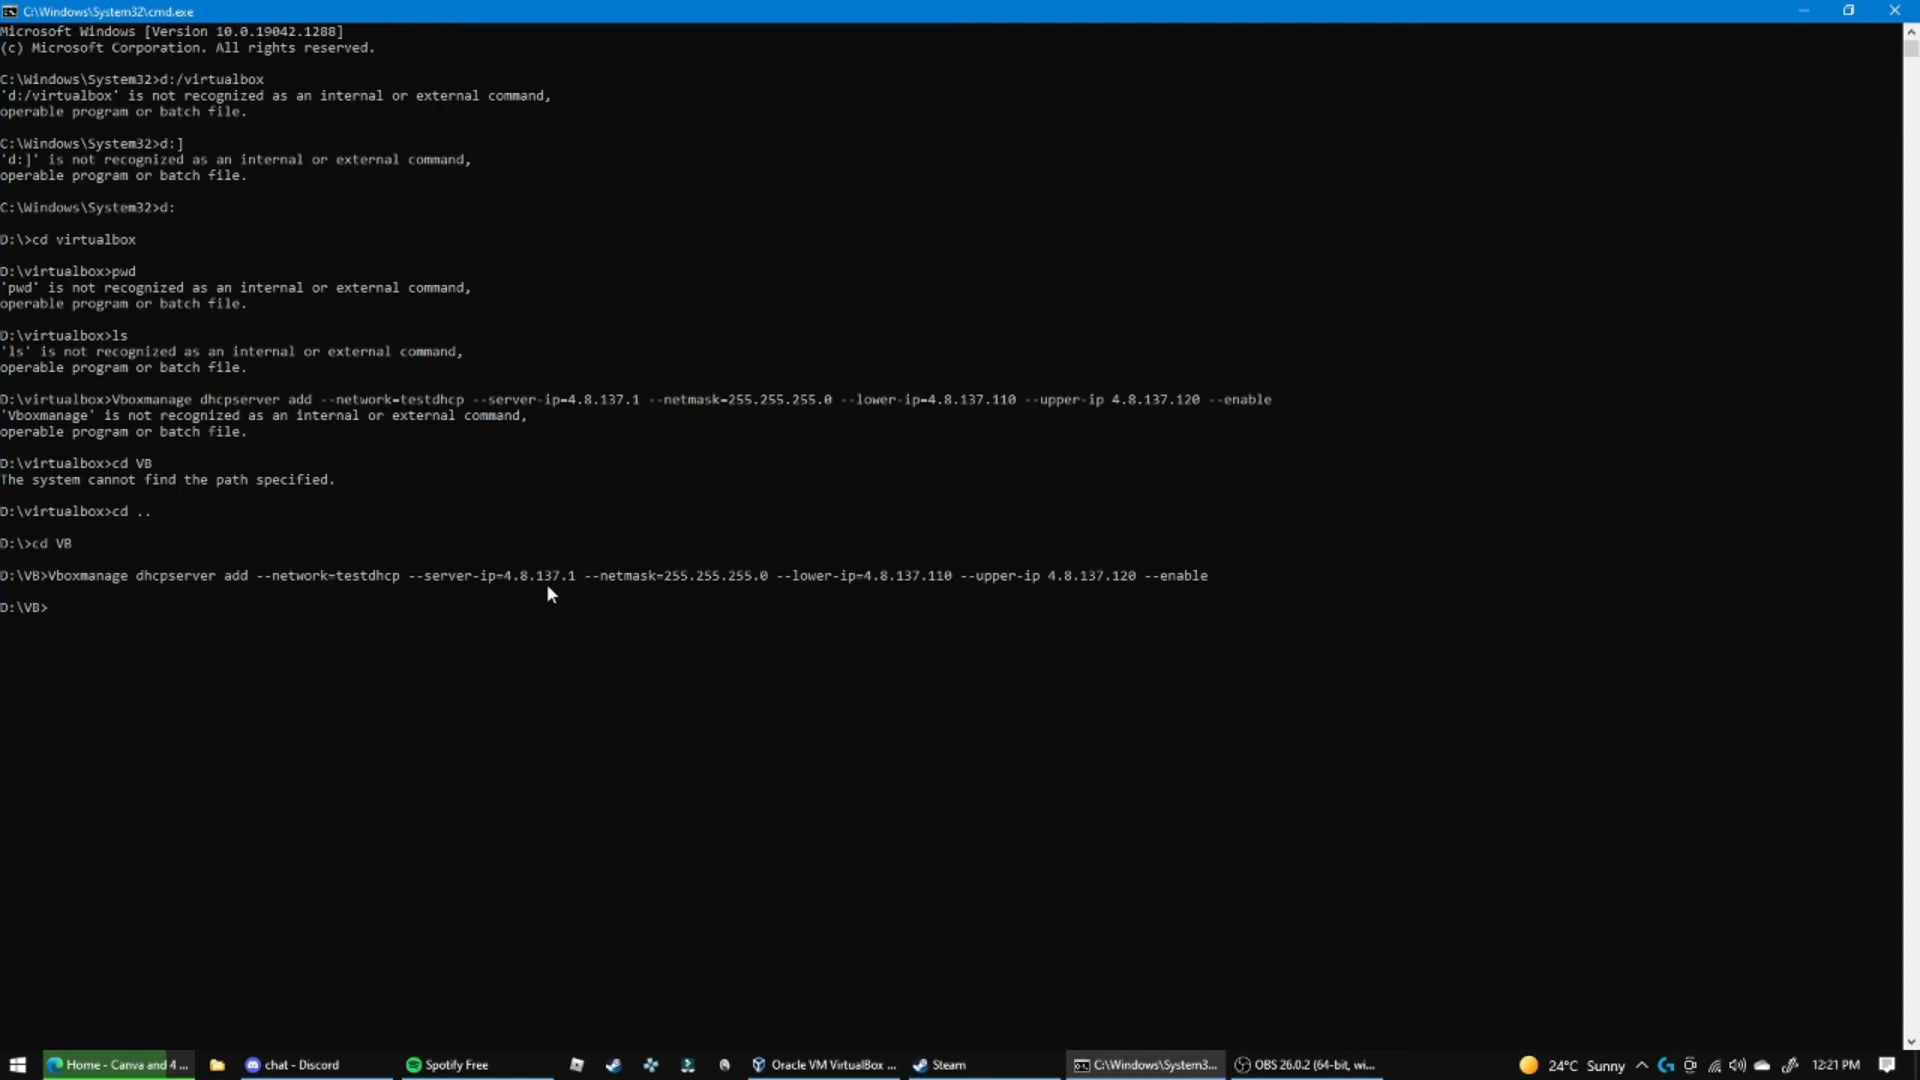 C:\Windows\System32\cmd.exe
Microsoft Windows [Version 10.0.19042.1288]
(c) Microsoft Corporation. All rights reserved.
C:\Windows\System32>d:/virtualbox
'd:/virtualbox' is not recognized as an internal or external command,
operable program or batch file.
C:\Windows\System32>d:]
'd:]' is not recognized as an internal or external command,
operable program or batch file.
C:\Windows\System32>d:
D:\>cd virtualbox
D:\virtualbox>pwd
'pwd' is not recognized as an internal or external command,
operable program or batch file.
D:\virtualbox>ls
'ls' is not recognized as an internal or external command,
operable program or batch file.
D:\virtualbox>Vboxmanage dhcpserver add --network=testdhcp --server-ip=4.8.137.1 --netmask=255.255.255.0 --lower-ip=4.8.137.110 --upper-ip 4.8.137.120 --enable
'Vboxmanage' is not recognized as an internal or external command,
operable program or batch file.
D:\virtualbox>cd VB
The system cannot find the path specified.
D:\virtualbox>cd ..
D:\>cd VB
D:\VB>Vboxmanage dhcpserver add --network=testdhcp --server-ip=4.8.137.1 --netmask=255.255.255.0 --lower-ip=4.8.137.110 --upper-ip 4.8.137.120 --enable
D:\VB>
Home - Canva and 4 ... chat - Discord Spotify Free Oracle VM VirtualBox ... Steam C:\Windows\System3... OBS 26.0.2 (64-bit, wi... 24°C Sunny 12:21 PM